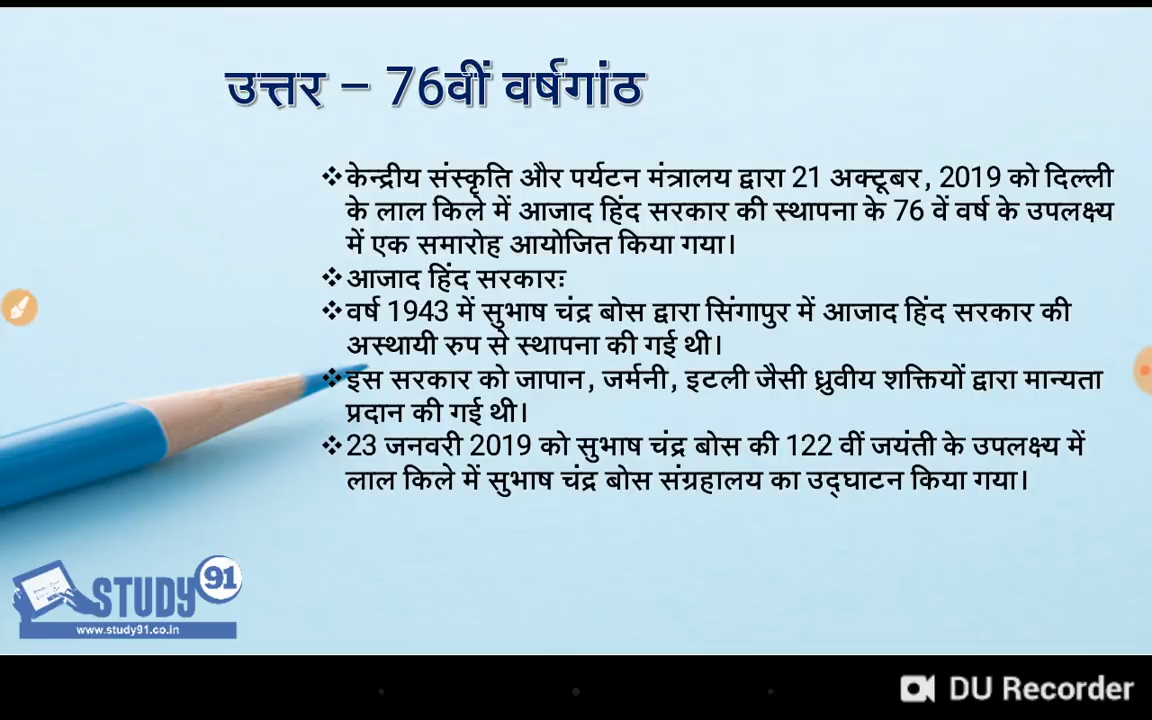 उत्तर – 76वीं वर्षगांठ
❖केन्द्रीय संस्कृति और पर्यटन मंत्रालय द्वारा 21 अक्टूबर, 2019 को दिल्ली
के लाल किले में आजाद हिंद सरकार की स्थापना के 76 वें वर्ष के उपलक्ष्य
में एक समारोह आयोजित किया गया।
❖आजाद हिंद सरकारः
❖वर्ष 1943 में सुभाष चंद्र बोस द्वारा सिंगापुर में आजाद हिंद सरकार की
अस्थायी रुप से स्थापना की गई थी।
❖इस सरकार को जापान, जर्मनी, इटली जैसी ध्रुवीय शक्तियों द्वारा मान्यता
प्रदान की गई थी।
❖23 जनवरी 2019 को सुभाष चंद्र बोस की 122 वीं जयंती के उपलक्ष्य में
लाल किले में सुभाष चंद्र बोस संग्रहालय का उद्‌घाटन किया गया।
STUDY 91
www.study91.co.in
DU Recorder